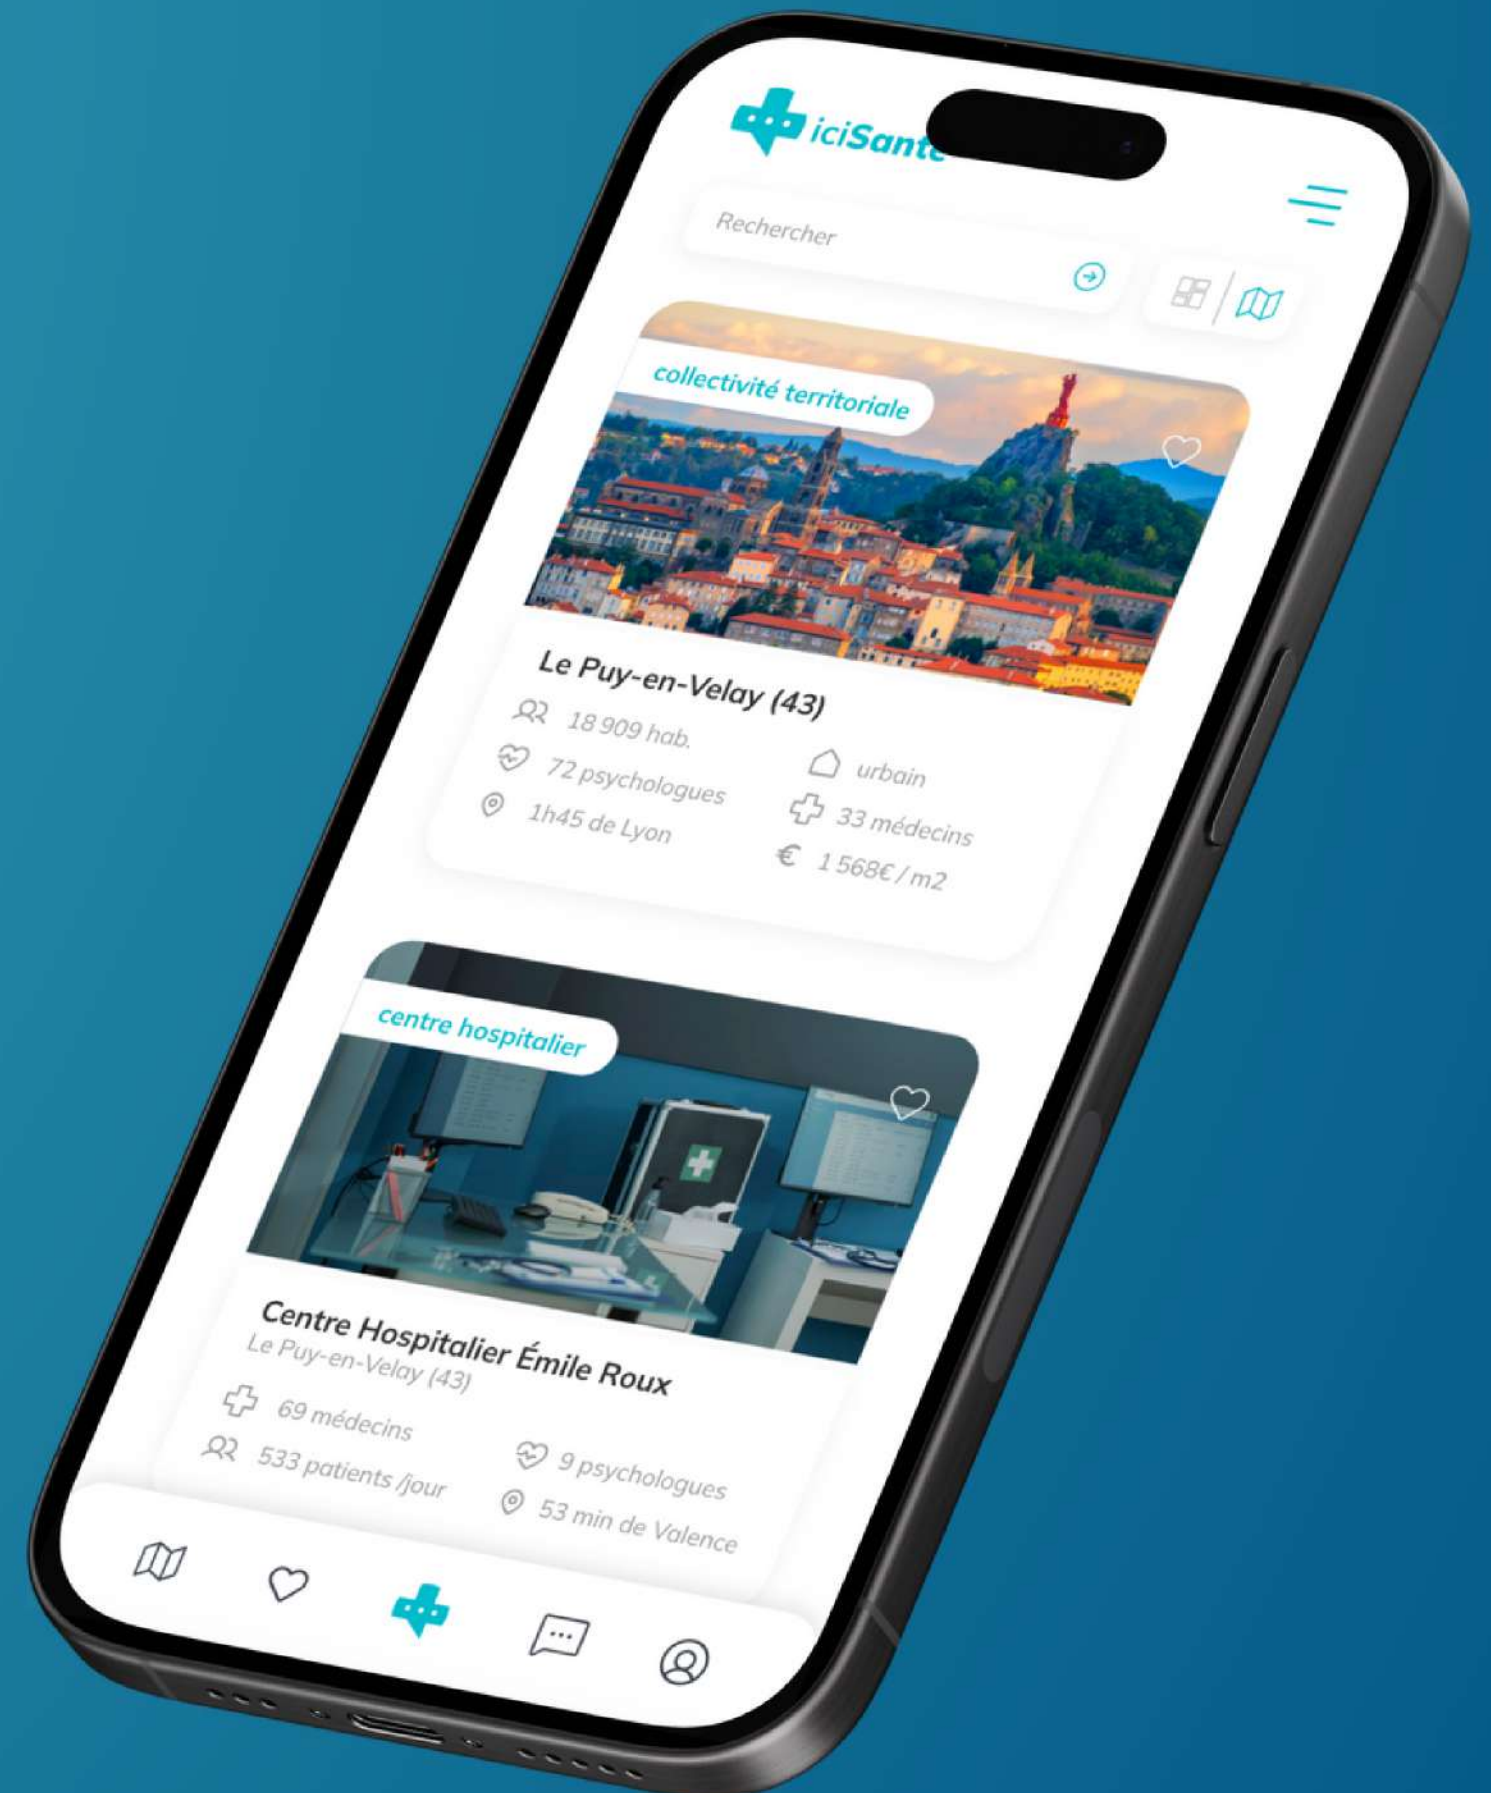 iciSanté
Rechercher
collectivité territoriale
Le Puy-en-Velay (43)
18 909 hab.
urbain
72 psychologues
33 médecins
1h45 de Lyon
€ 1 568€ / m2
centre hospitalier
Centre Hospitalier Émile Roux
Le Puy-en-Velay (43)
69 médecins
9 psychologues
533 patients /jour
53 min de Valence